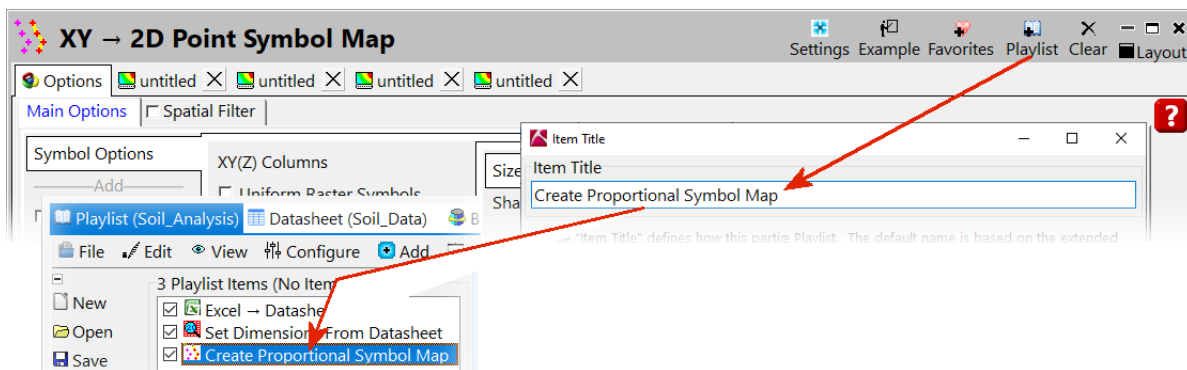 XY → 2D Point Symbol Map
Settings Example Favorites Playlist Clear Layout
Options untitled untitled untitled untitled
Main Options Spatial Filter
Symbol Options
Add
XY(Z) Columns
Uniform Raster Symbols
Size
Sha
Item Title
Item Title
Create Proportional Symbol Map
"Item Title" defines how this Playlist. The default name is based on the extended
Playlist (Soil_Analysis) Datasheet (Soil_Data) B
File Edit View Configure Add
New
Open
Save
3 Playlist Items (No Item
Excel → Datashe
Set Dimension From Datasheet
Create Proportional Symbol Map